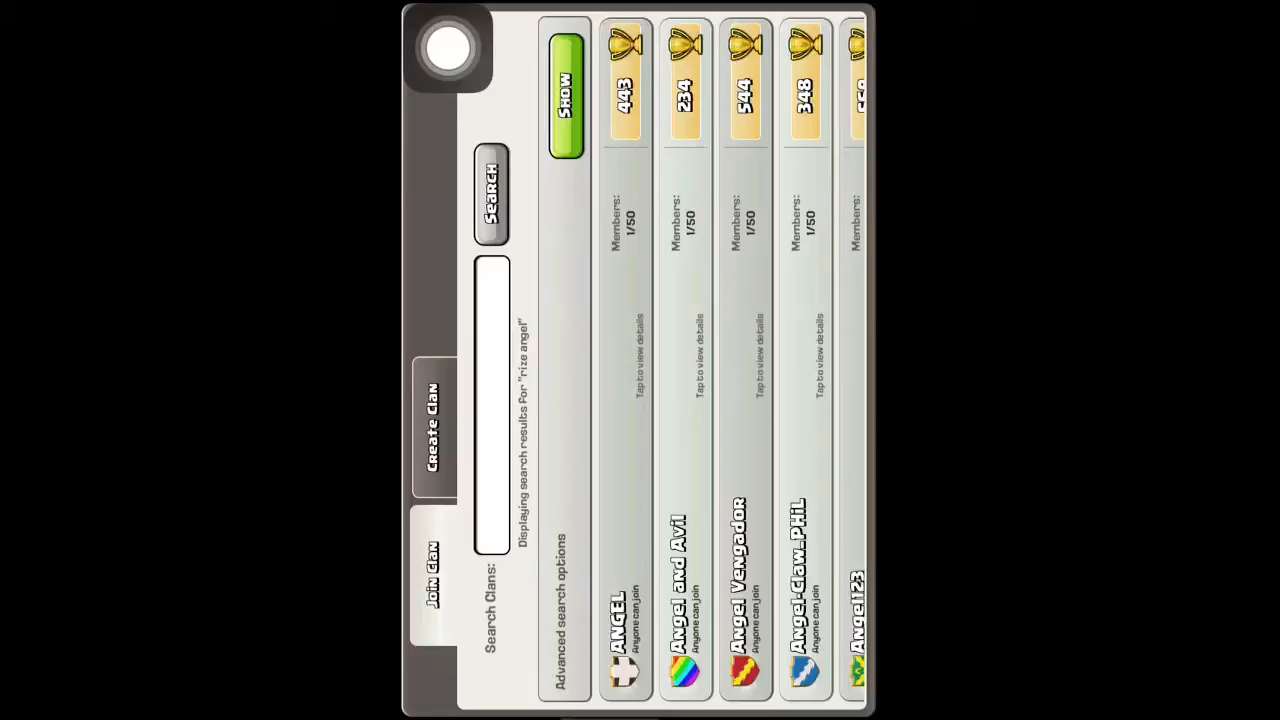 Join Clan
Create Clan
Search Clans:
Search
Displaying search results for "rize angel"
Advanced search options
Show
ANGEL
Anyone can join
Tap to view details
Members:
1/50
443
Angel and Avil
Anyone can join
Tap to view details
Members:
1/50
234
Angel Vengador
Anyone can join
Tap to view details
Members:
1/50
544
Angel-Claw_PHiL
Anyone can join
Tap to view details
Members:
1/50
348
Angel123
Members: